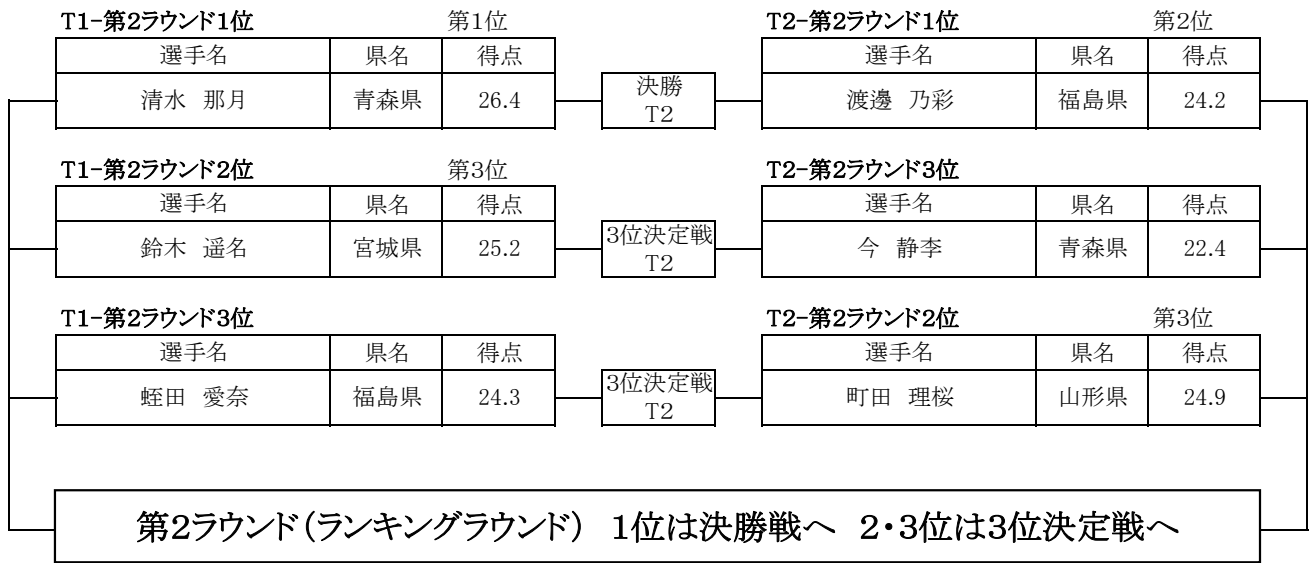 T1-第2ラウンド1位 第1位 T2-第2ラウンド1位 第2位
選手名 県名 得点 選手名 県名 得点
清水 那月 青森県 26.4 決勝 T2 渡邊 乃彩 福島県 24.2
T1-第2ラウンド2位 第3位 T2-第2ラウンド3位
選手名 県名 得点 選手名 県名 得点
鈴木 遥名 宮城県 25.2 3位決定戦 T2 今 静李 青森県 22.4
T1-第2ラウンド3位 T2-第2ラウンド2位 第3位
選手名 県名 得点 選手名 県名 得点
蛭田 愛奈 福島県 24.3 3位決定戦 T2 町田 理桜 山形県 24.9
第2ラウンド(ランキングラウンド) 1位は決勝戦へ 2・3位は3位決定戦へ